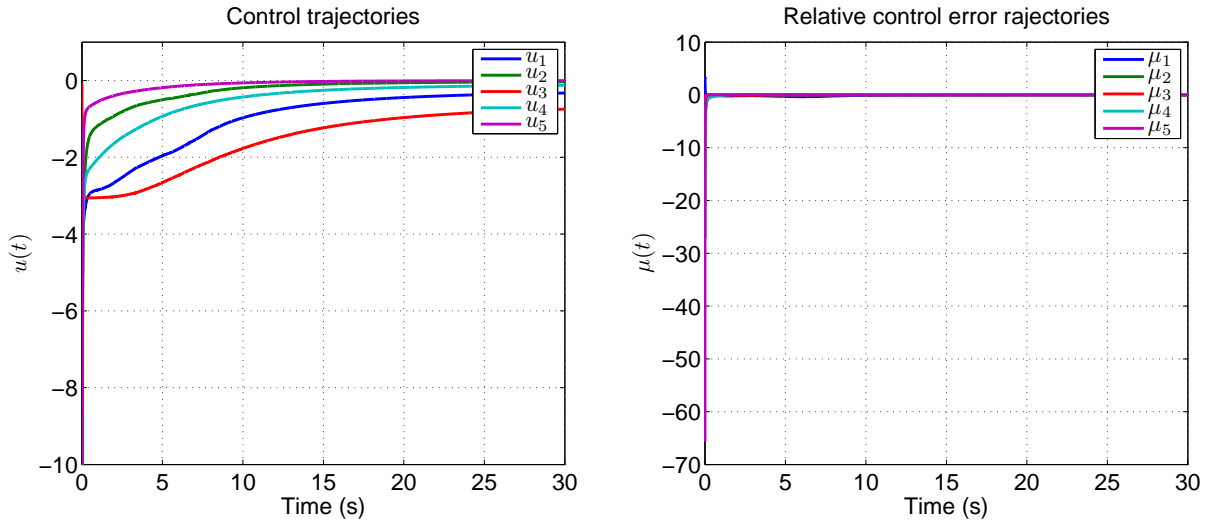 Control trajectories
u(t)
0
−2
−4
−6
−8
−10
0 5 10 15 20 25 30
Time (s)
u1
u2
u3
u4
u5
Relative control error rajectories
μ(t)
10
0
−10
−20
−30
−40
−50
−60
−70
0 5 10 15 20 25 30
Time (s)
μ1
μ2
μ3
μ4
μ5